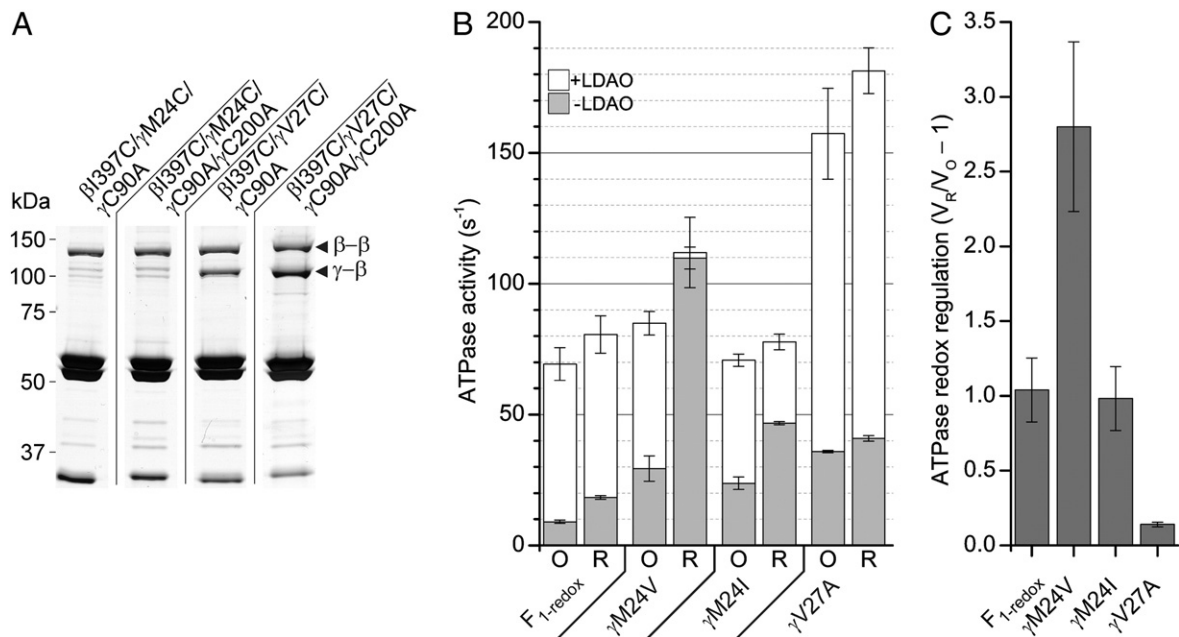 A
βI397C/γM24C/
γC90A
βI397C/γM24C/
γC90A/γC200A
βI397C/γV27C/
γC90A
βI397C/γV27C/
γC90A/γC200A
kDa
150
100
75
50
37
β–β
γ–β
B
ATPase activity (s⁻¹)
200
150
100
50
0
+LDAO
-LDAO
O R O R O R O R
F1-redox
γM24V
γM24I
γV27A
C
ATPase redox regulation (VR/VO – 1)
3.5
3.0
2.5
2.0
1.5
1.0
0.5
0.0
F1-redox
γM24V
γM24I
γV27A